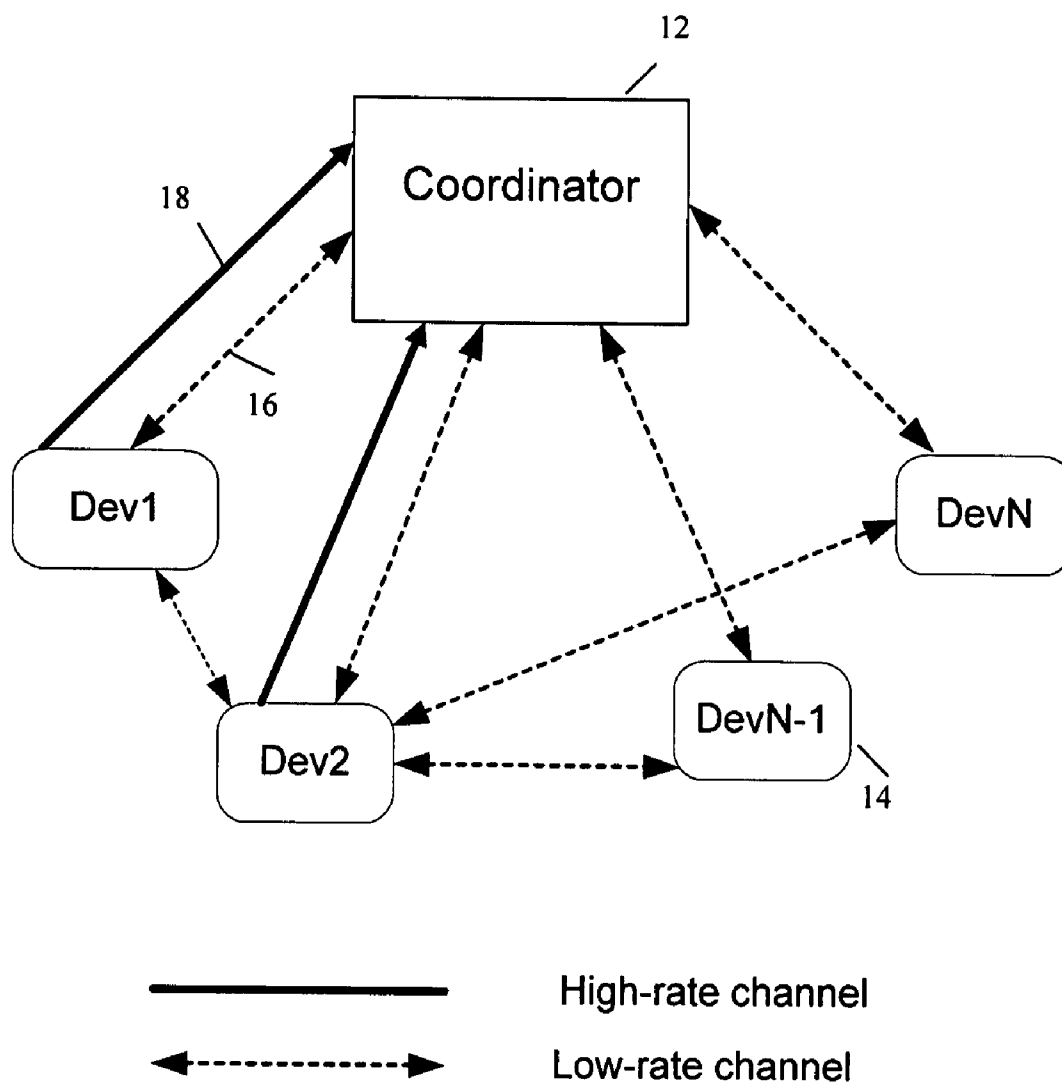 12
Coordinator
18
16
Dev1
DevN
Dev2
DevN-1
14
High-rate channel
Low-rate channel